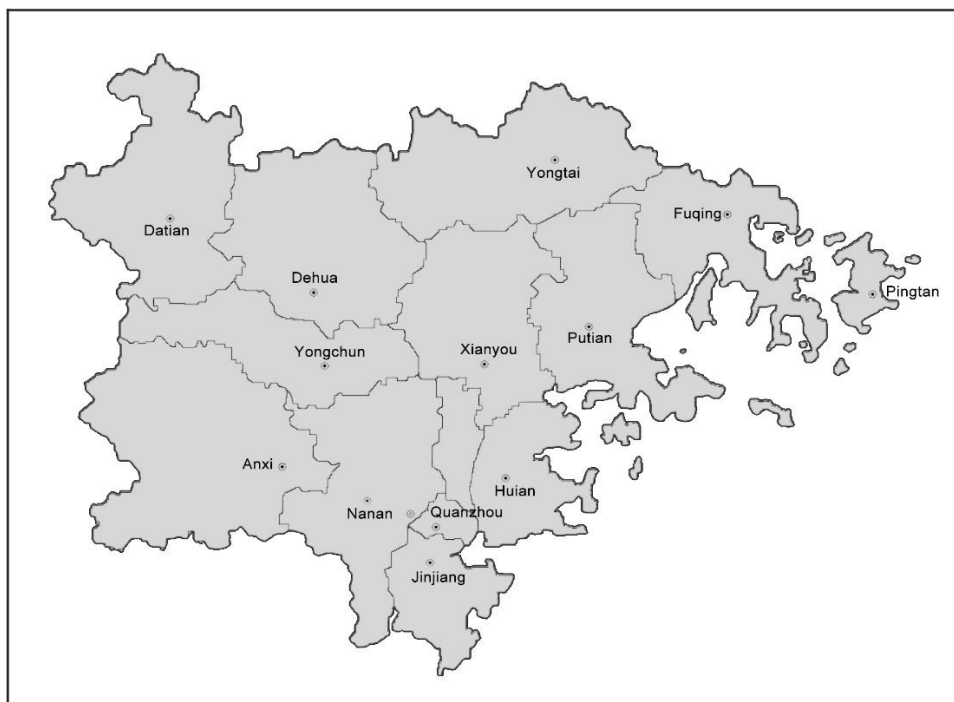 Yongtai
Fuqing
Datian
Dehua
Pingtan
Putian
Yongchun
Xianyou
Anxi
Huian
Nanan
Quanzhou
Jinjiang